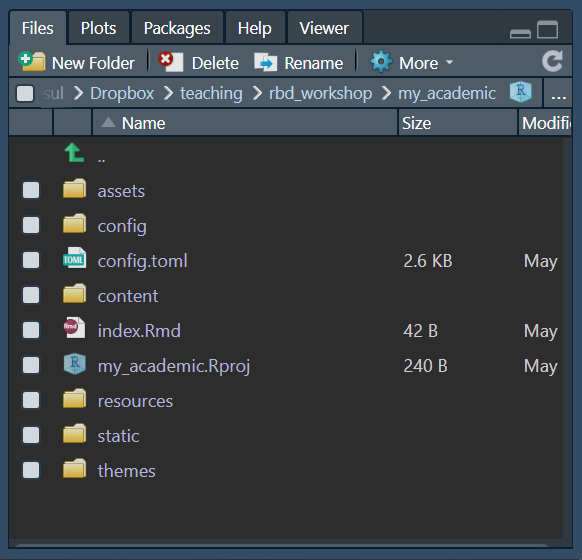 Files Plots Packages Help Viewer
New Folder Delete Rename More
sul Dropbox teaching rbd_workshop my_academic R ...
Name Size Modifi
..
assets
config
TOML config.toml 2.6 KB May
content
Rmd index.Rmd 42 B May
R my_academic.Rproj 240 B May
resources
static
themes